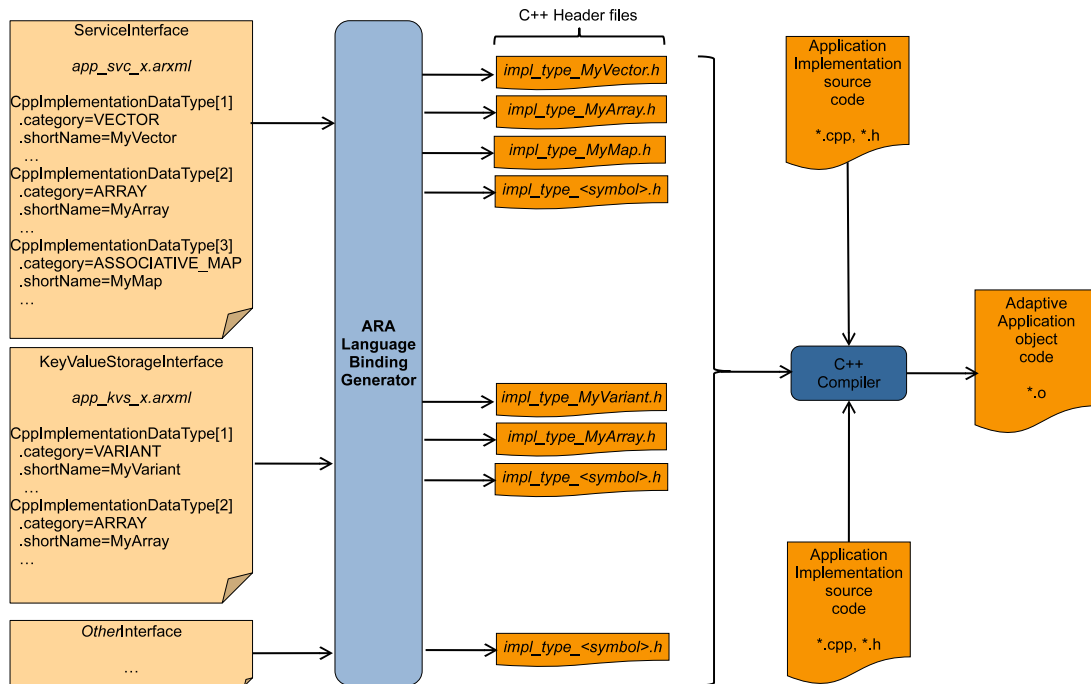 ServiceInterface
app_svc_x.arxml
CppImplementationDataType[1]
.category=VECTOR
.shortName=MyVector
...
CppImplementationDataType[2]
.category=ARRAY
.shortName=MyArray
...
CppImplementationDataType[3]
.category=ASSOCIATIVE_MAP
.shortName=MyMap
...
KeyValueStorageInterface
app_kvs_x.arxml
CppImplementationDataType[1]
.category=VARIANT
.shortName=MyVariant
...
CppImplementationDataType[2]
.category=ARRAY
.shortName=MyArray
...
OtherInterface
...
ARA
Language
Binding
Generator
C++ Header files
impl_type_MyVector.h
impl_type_MyArray.h
impl_type_MyMap.h
impl_type_<symbol>.h
impl_type_MyVariant.h
impl_type_MyArray.h
impl_type_<symbol>.h
impl_type_<symbol>.h
Application
Implementation
source
code
*.cpp, *.h
C++
Compiler
Application
Implementation
source
code
*.cpp, *.h
Adaptive
Application
object
code
*.o